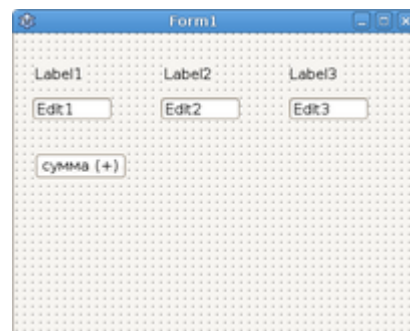 Form1
Label1 Label2 Label3
Edit1 Edit2 Edit3
сумма (+)